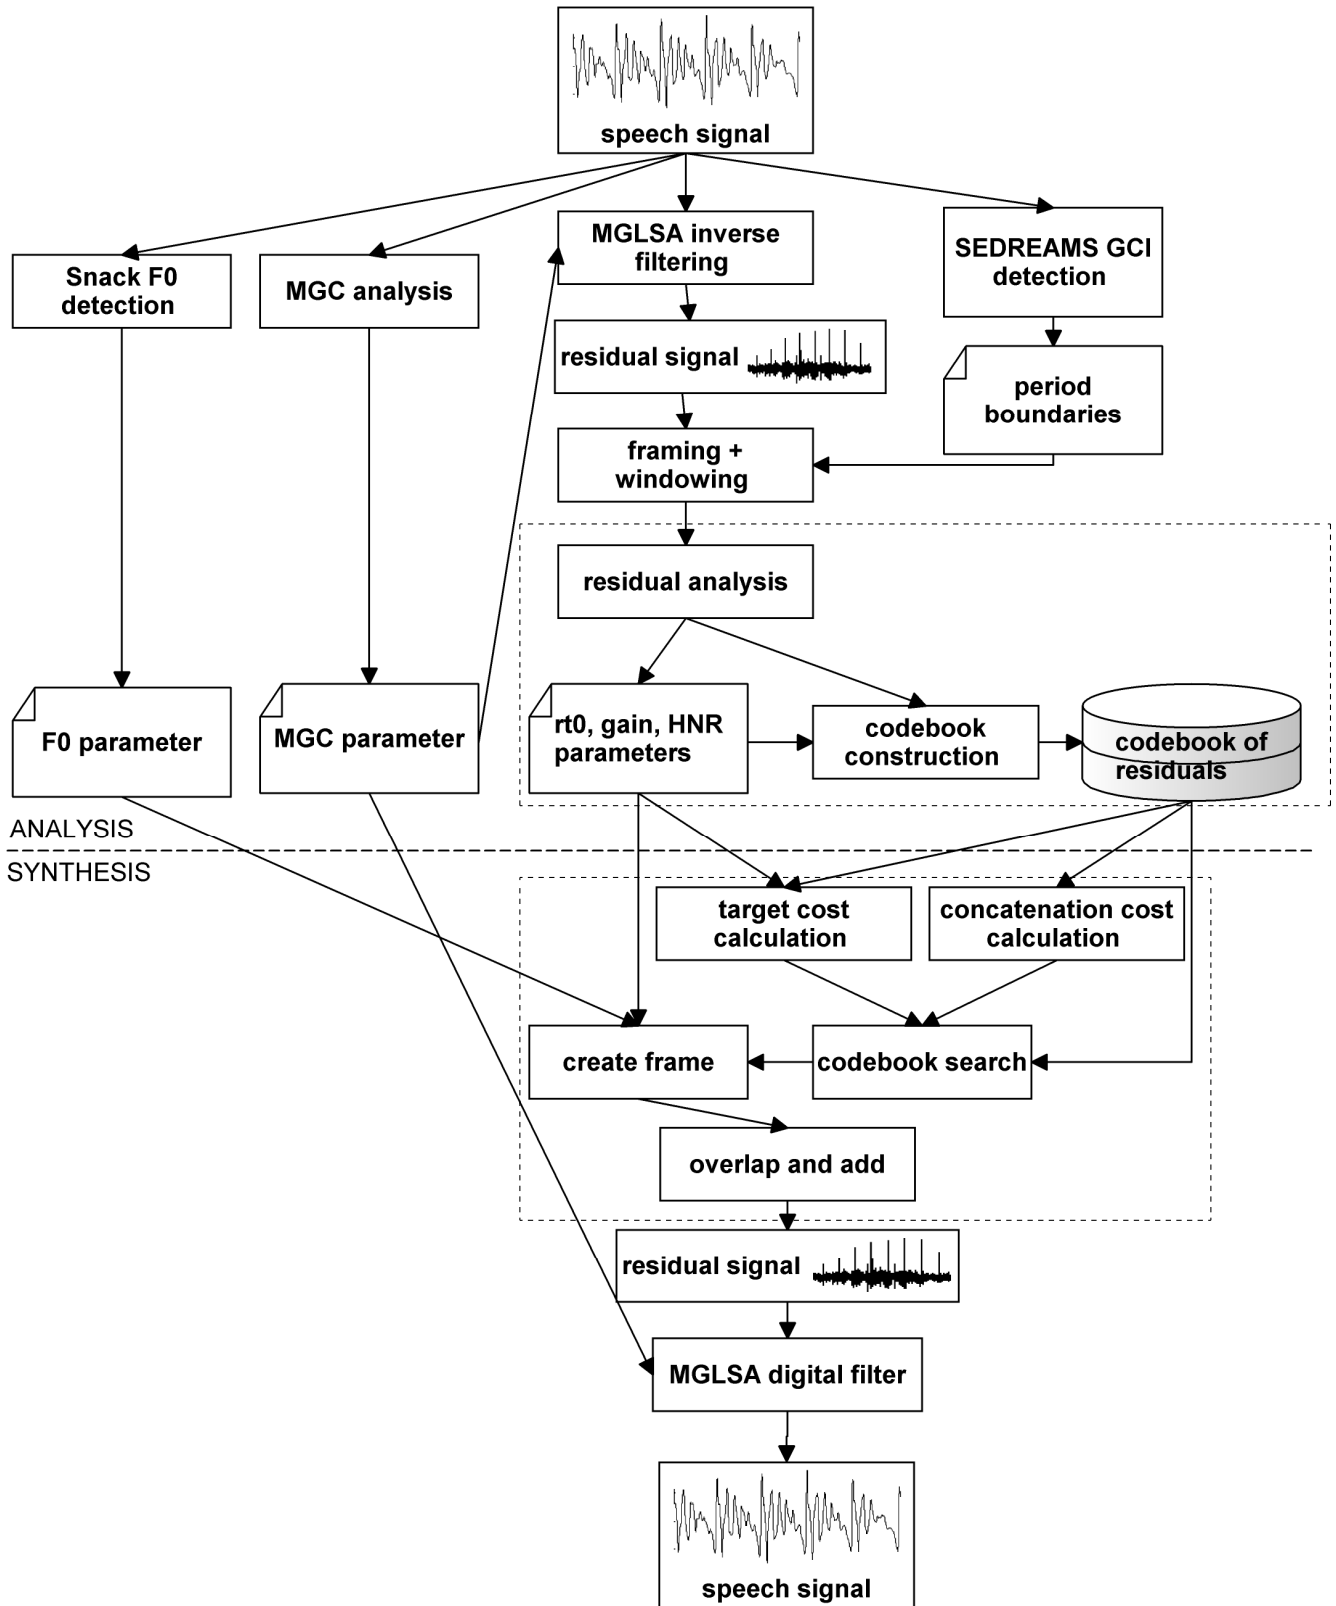 speech signal
MGLSA inverse
filtering
SEDREAMS GCI
detection
Snack F0
detection
MGC analysis
residual signal
period
boundaries
framing +
windowing
residual analysis
F0 parameter
MGC parameter
rt0, gain, HNR
parameters
codebook
construction
codebook of
residuals
ANALYSIS
SYNTHESIS
target cost
calculation
concatenation cost
calculation
create frame
codebook search
overlap and add
residual signal
MGLSA digital filter
speech signal